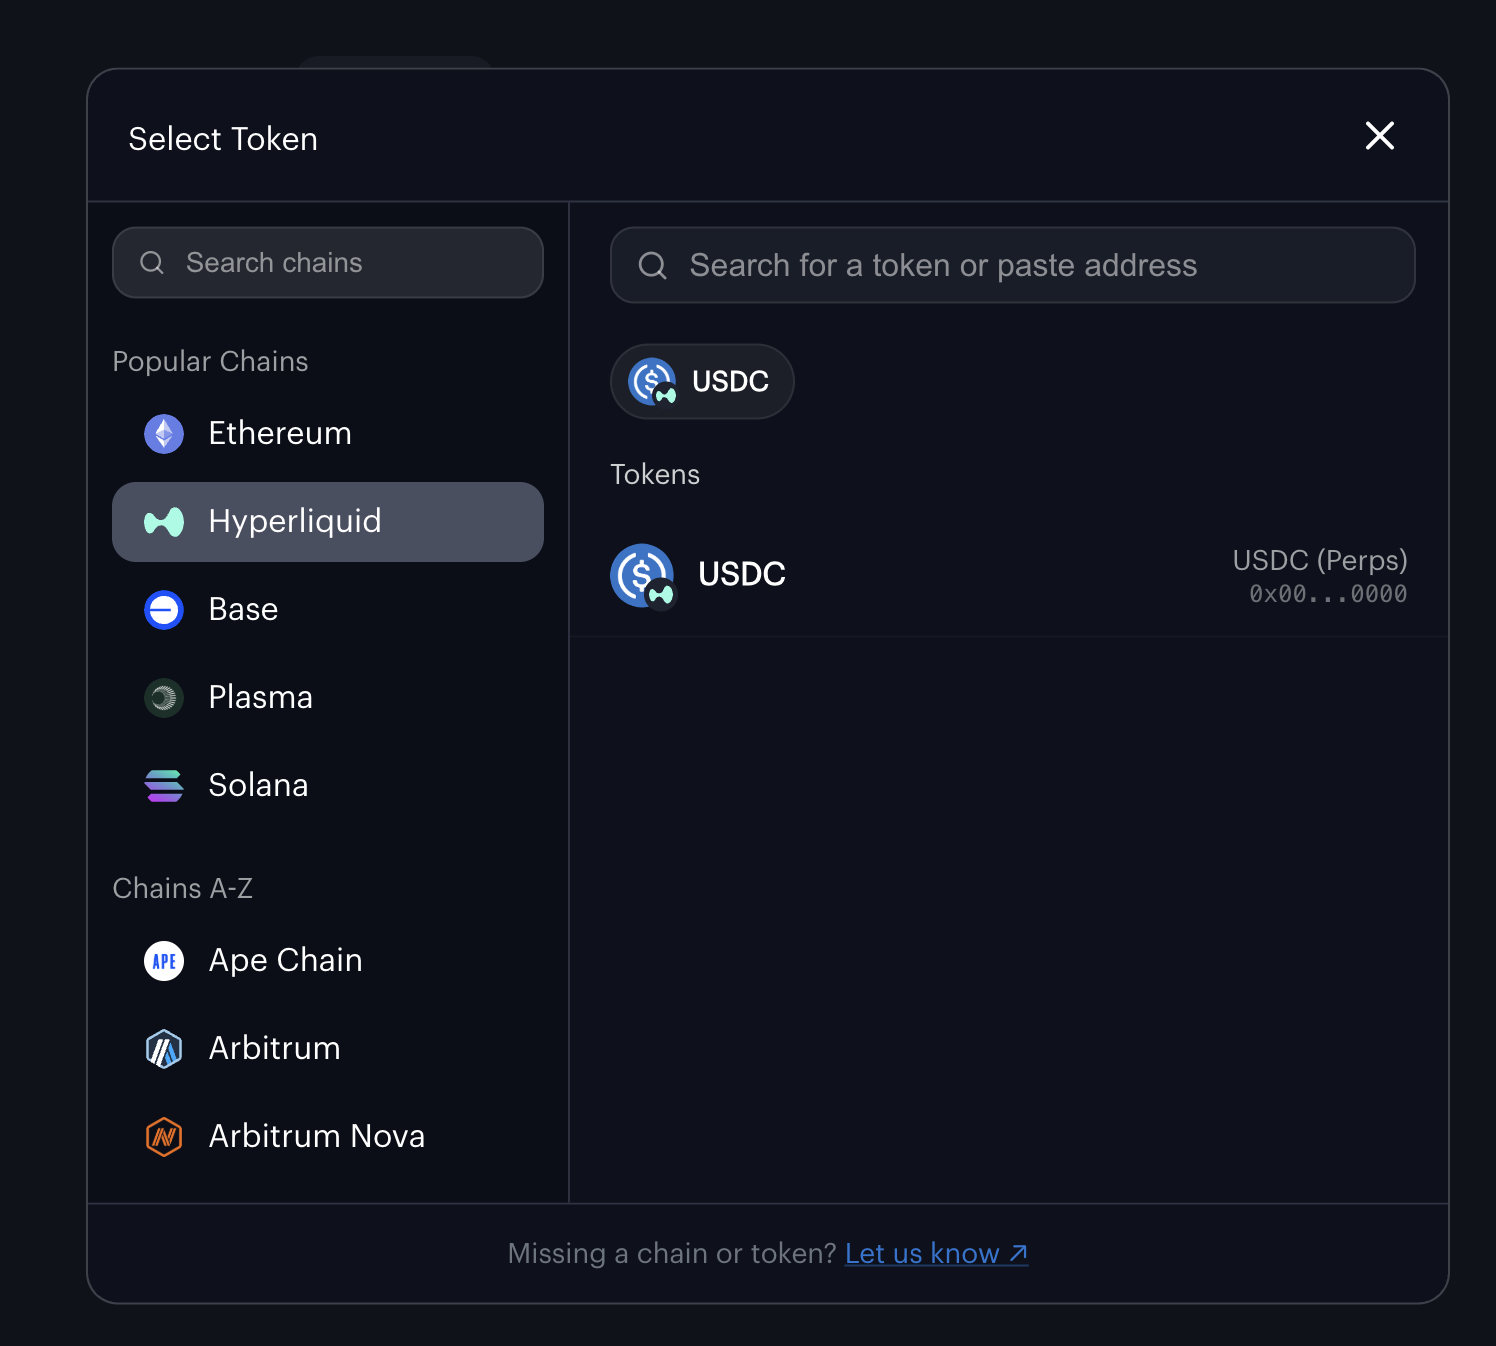 Select Token
Search chains
Popular Chains
Ethereum
Hyperliquid
Base
Plasma
Solana
Chains A-Z
APE Ape Chain
Arbitrum
Arbitrum Nova
Search for a token or paste address
USDC
Tokens
USDC
USDC (Perps)
0x00...0000
Missing a chain or token? Let us know ↗